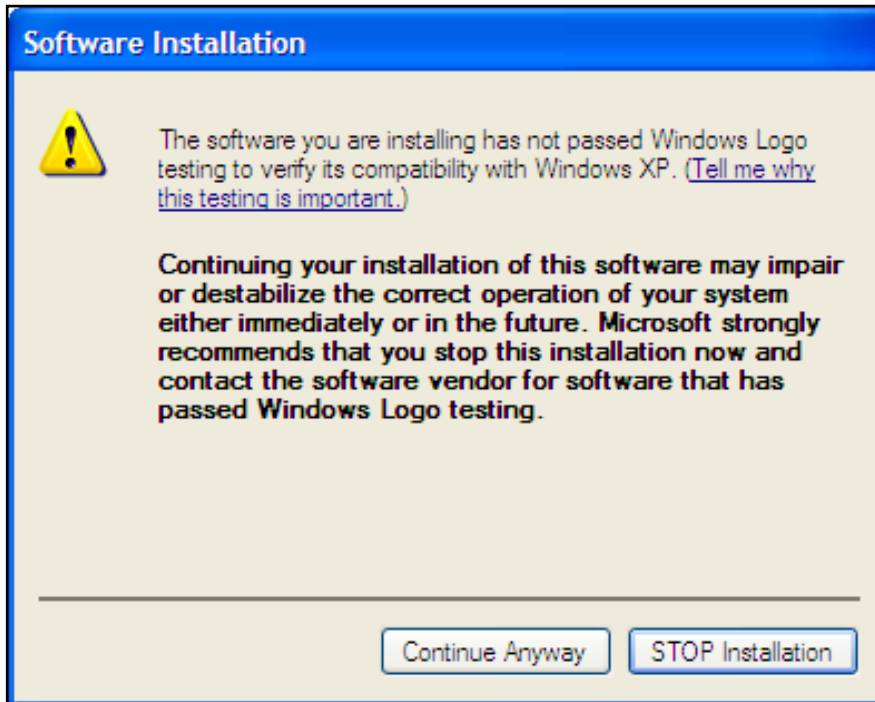 Software Installation
The software you are installing has not passed Windows Logo
testing to verify its compatibility with Windows XP. (Tell me why
this testing is important.)
Continuing your installation of this software may impair
or destabilize the correct operation of your system
either immediately or in the future. Microsoft strongly
recommends that you stop this installation now and
contact the software vendor for software that has
passed Windows Logo testing.
Continue Anyway
STOP Installation